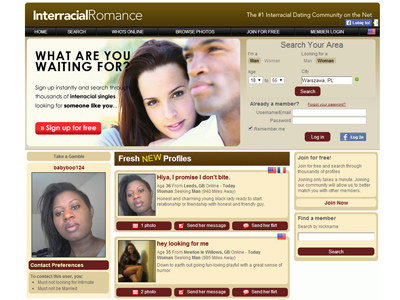 InterracialRomance
The #1 Interracial Dating Community on the Net
HOME SEARCH WHO'S ONLINE BROWSE PHOTOS JOIN FOR FREE MEMBER LOGIN
WHAT ARE YOU
WAITING FOR?
Sign up instantly and search through
thousands of interracial singles
looking for someone like you...
» Sign up for free
Search Your Area
I'm a Looking for a
Man Woman Man Woman
Age City
18 to 55 Warszawa, PL
Search
Already a member? Forgot your password?
Username/Email
Password
Remember me
Log in
Log in
Take a Gamble
babyboo124
Contact Preferences
To contact this user, you:
Must not be looking for Intimate
Must not be Married
Fresh NEW Profiles
Hiya, I promise I don't bite.
Age 36 From Leeds, GB Online - Today
Woman Seeking Man (940 Miles Away)
Honest and charming young black lady ready to start
relationship or friendship with honest and friendly guy
1 photo Send her message Send her flirt
hey looking for me
Age 35 From Online - Today
Woman Seeking Man Miles Away)
Down to earth out going fun-loving playful with a great sense of
humor
2 photos Send her message Send her flirt
Join for free!
Join for free and search through
thousands of profiles
Joining only takes a minute. Joining
our community will allow us to better
match you with other members.
Join Now
Find a member
Search by nickname
Search